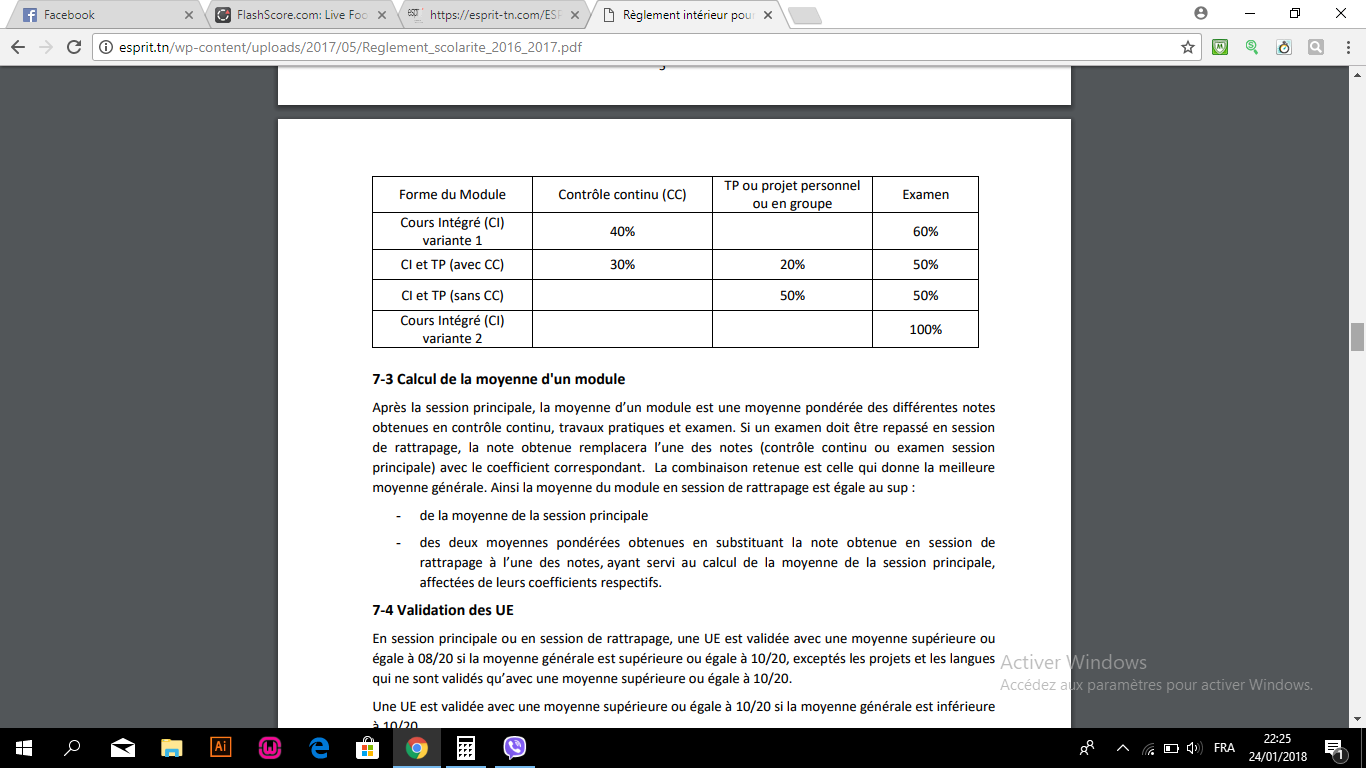 Facebook
FlashScore.com: Live Foo
https://esprit-tn.com/ESP
Règlement intérieur pour
esprit.tn/wp-content/uploads/2017/05/Reglement_scolarite_2016_2017.pdf
Forme du Module Contrôle continu (CC) TP ou projet personnel ou en groupe Examen
Cours Intégré (CI) variante 1 40% 60%
CI et TP (avec CC) 30% 20% 50%
CI et TP (sans CC) 50% 50%
Cours Intégré (CI) variante 2 100%
7-3 Calcul de la moyenne d'un module
Après la session principale, la moyenne d’un module est une moyenne pondérée des différentes notes
obtenues en contrôle continu, travaux pratiques et examen. Si un examen doit être repassé en session
de rattrapage, la note obtenue remplacera l’une des notes (contrôle continu ou examen session
principale) avec le coefficient correspondant. La combinaison retenue est celle qui donne la meilleure
moyenne générale. Ainsi la moyenne du module en session de rattrapage est égale au sup :
- de la moyenne de la session principale
- des deux moyennes pondérées obtenues en substituant la note obtenue en session de
rattrapage à l’une des notes, ayant servi au calcul de la moyenne de la session principale,
affectées de leurs coefficients respectifs.
7-4 Validation des UE
En session principale ou en session de rattrapage, une UE est validée avec une moyenne supérieure ou
égale à 08/20 si la moyenne générale est supérieure ou égale à 10/20, exceptés les projets et les langues
qui ne sont validés qu’avec une moyenne supérieure ou égale à 10/20.
Une UE est validée avec une moyenne supérieure ou égale à 10/20 si la moyenne générale est inférieure
à 10/20
Activer Windows
Accédez aux paramètres pour activer Windows.
Ai
FRA
22:25
24/01/2018
1